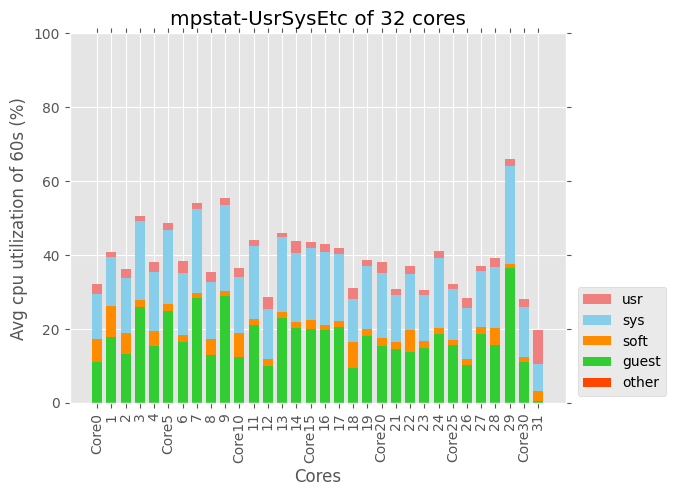 mpstat-UsrSysEtc of 32 cores
Avg cpu utilization of 60s (%)
100
80
60
40
20
0
Core0
1
2
3
4
Core5
6
7
8
9
Core10
11
12
13
14
Core15
16
17
18
19
Core20
21
22
23
24
Core25
26
27
28
29
Core30
31
Cores
usr
sys
soft
guest
other